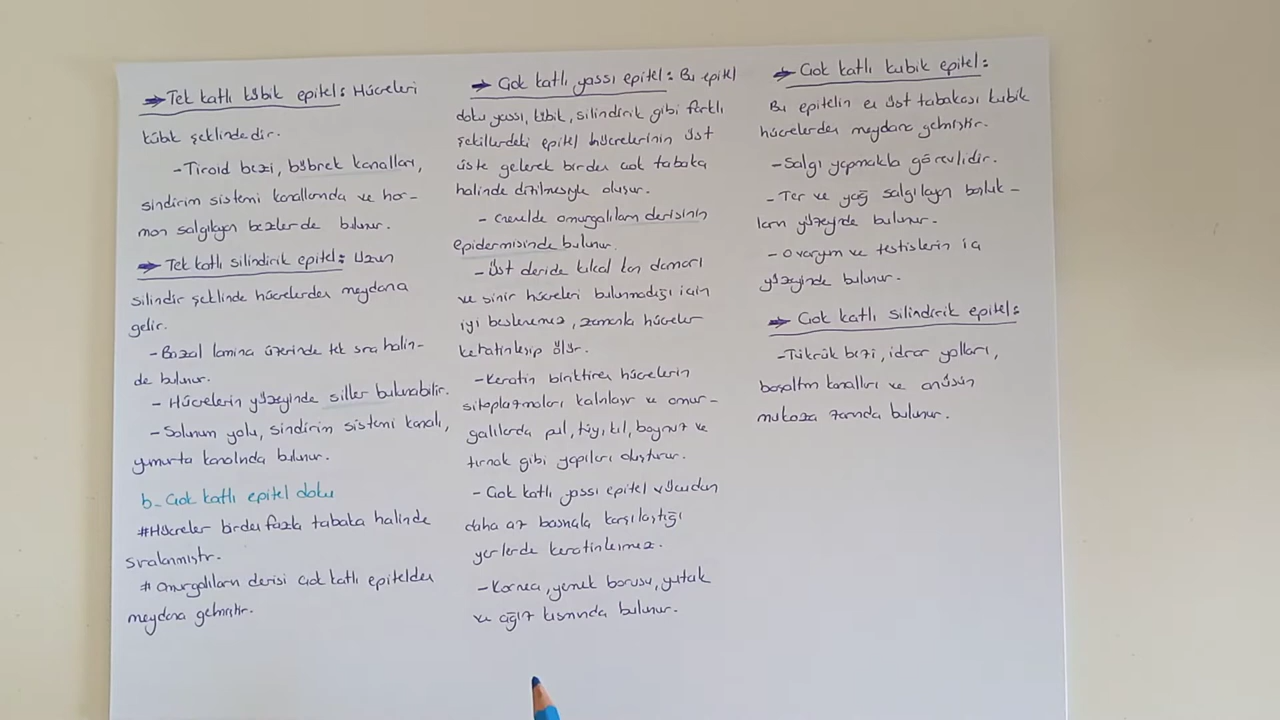 → Tek katlı kübik epitel: Hücreleri
kübik şeklindedir.
- Tiroid bezi, böbrek kanalları,
sindirim sistemi kanallarında ve hor-
mon salgılayan bezlerde bulunur.
→ Tek katlı silindirik epitel: Uzun
silindir şeklinde hücrelerden meydana
gelir.
- Bazal lamina üzerinde tek sıra halin-
de bulunur.
- Hücrelerin yüzeyinde siller bulunabilir.
- Solunum yolu, sindirim sistemi kanalı,
yumurta kanalında bulunur.
b- Çok katlı epitel doku
# Hücreler birden fazla tabaka halinde
sıralanmıştır.
# Omurgalıların derisi çok katlı epitelden
meydana gelmiştir.
→ Çok katlı yassı epitel: Bu epitel
doku yassı, kübik, silindirik gibi farklı
şekillerdeki epitel hücrelerinin üst
üste gelerek birden çok tabaka
halinde dizilmesiyle oluşur.
- Genelde omurgalıların derisinin
epidermisinde bulunur.
- Üst deride kılcal kan damarı
ve sinir hücreleri bulunmadığı için
iyi beslenemez, zamanla hücreler
keratinleşip ölür.
- Keratin biriktiren hücrelerin
sitoplazmaları kalınlaşır ve omur-
galılarda pul, tüy, kıl, boynuz ve
tırnak gibi yapıları oluşturur.
- Çok katlı yassı epitel vücudun
daha az basınçla karşılaştığı
yerlerde keratinleşmez.
- Kornea, yemek borusu, yutak
ve ağız kısmında bulunur.
→ Çok katlı kübik epitel:
Bu epitelin en üst tabakası kübik
hücrelerden meydana gelmiştir.
- Salgı yapmakla görevlidir.
- Ter ve yağ salgılayan boşluk-
ların yüzeyinde bulunur.
- Ovaryum ve testislerin iç
yüzeyinde bulunur.
→ Çok katlı silindirik epitel:
- Tükrük bezi, idrar yolları,
boşaltım kanalları ve anüsün
mukoza zarında bulunur.